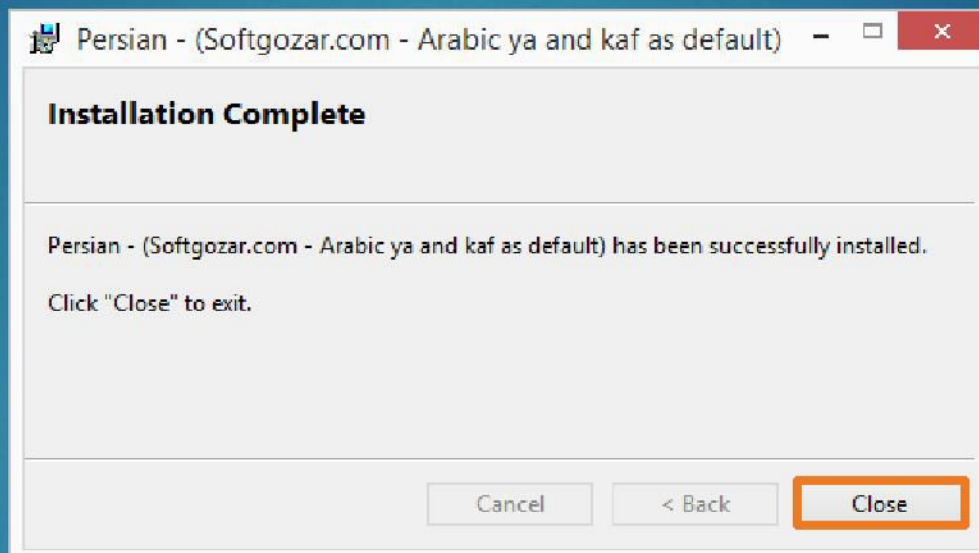 Persian - (Softgozar.com - Arabic ya and kaf as default)
Installation Complete
Persian - (Softgozar.com - Arabic ya and kaf as default) has been successfully installed.
Click "Close" to exit.
Cancel
< Back
Close